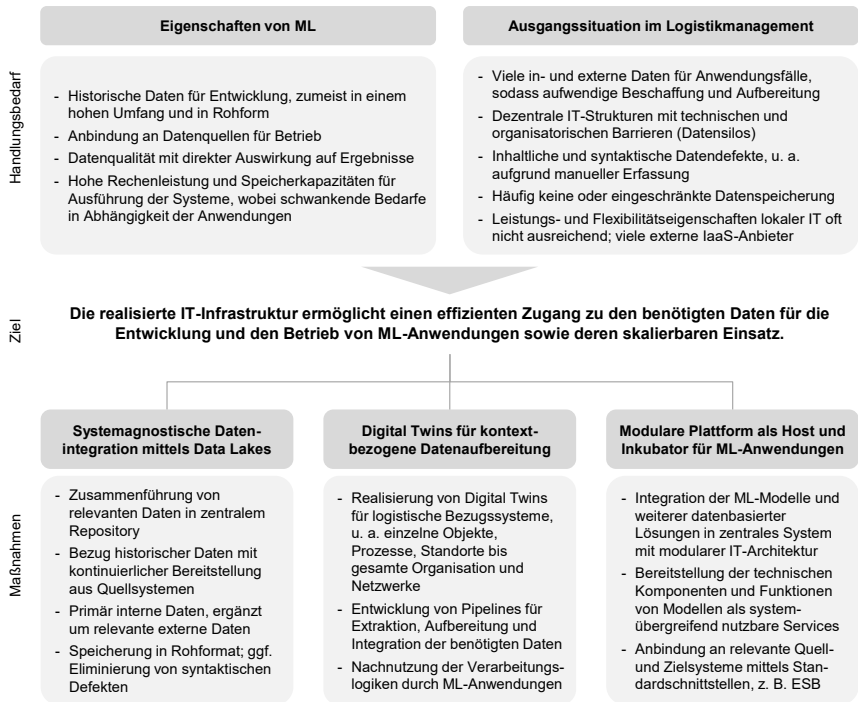 Eigenschaften von ML
Ausgangssituation im Logistikmanagement
Handlungsbedarf
- Historische Daten für Entwicklung, zumeist in einem
hohen Umfang und in Rohform
- Anbindung an Datenquellen für Betrieb
- Datenqualität mit direkter Auswirkung auf Ergebnisse
- Hohe Rechenleistung und Speicherkapazitäten für
Ausführung der Systeme, wobei schwankende Bedarfe
in Abhängigkeit der Anwendungen
- Viele in- und externe Daten für Anwendungsfälle,
sodass aufwendige Beschaffung und Aufbereitung
- Dezentrale IT-Strukturen mit technischen und
organisatorischen Barrieren (Datensilos)
- Inhaltliche und syntaktische Datendefekte, u. a.
aufgrund manueller Erfassung
- Häufig keine oder eingeschränkte Datenspeicherung
- Leistungs- und Flexibilitätseigenschaften lokaler IT oft
nicht ausreichend; viele externe IaaS-Anbieter
Ziel
Die realisierte IT-Infrastruktur ermöglicht einen effizienten Zugang zu den benötigten Daten für die
Entwicklung und den Betrieb von ML-Anwendungen sowie deren skalierbaren Einsatz.
Maßnahmen
Systemagnostische Daten-
integration mittels Data Lakes
- Zusammenführung von
relevanten Daten in zentralem
Repository
- Bezug historischer Daten mit
kontinuierlicher Bereitstellung
aus Quellsystemen
- Primär interne Daten, ergänzt
um relevante externe Daten
- Speicherung in Rohformat; ggf.
Eliminierung von syntaktischen
Defekten
Digital Twins für kontext-
bezogene Datenaufbereitung
- Realisierung von Digital Twins
für logistische Bezugssysteme,
u. a. einzelne Objekte,
Prozesse, Standorte bis
gesamte Organisation und
Netzwerke
- Entwicklung von Pipelines für
Extraktion, Aufbereitung und
Integration der benötigten Daten
- Nachnutzung der Verarbeitungs-
logiken durch ML-Anwendungen
Modulare Plattform als Host und
Inkubator für ML-Anwendungen
- Integration der ML-Modelle und
weiterer datenbasierter
Lösungen in zentrales System
mit modularer IT-Architektur
- Bereitstellung der technischen
Komponenten und Funktionen
von Modellen als system-
übergreifend nutzbare Services
- Anbindung an relevante Quell-
und Zielsysteme mittels Stan-
dardschnittstellen, z. B. ESB